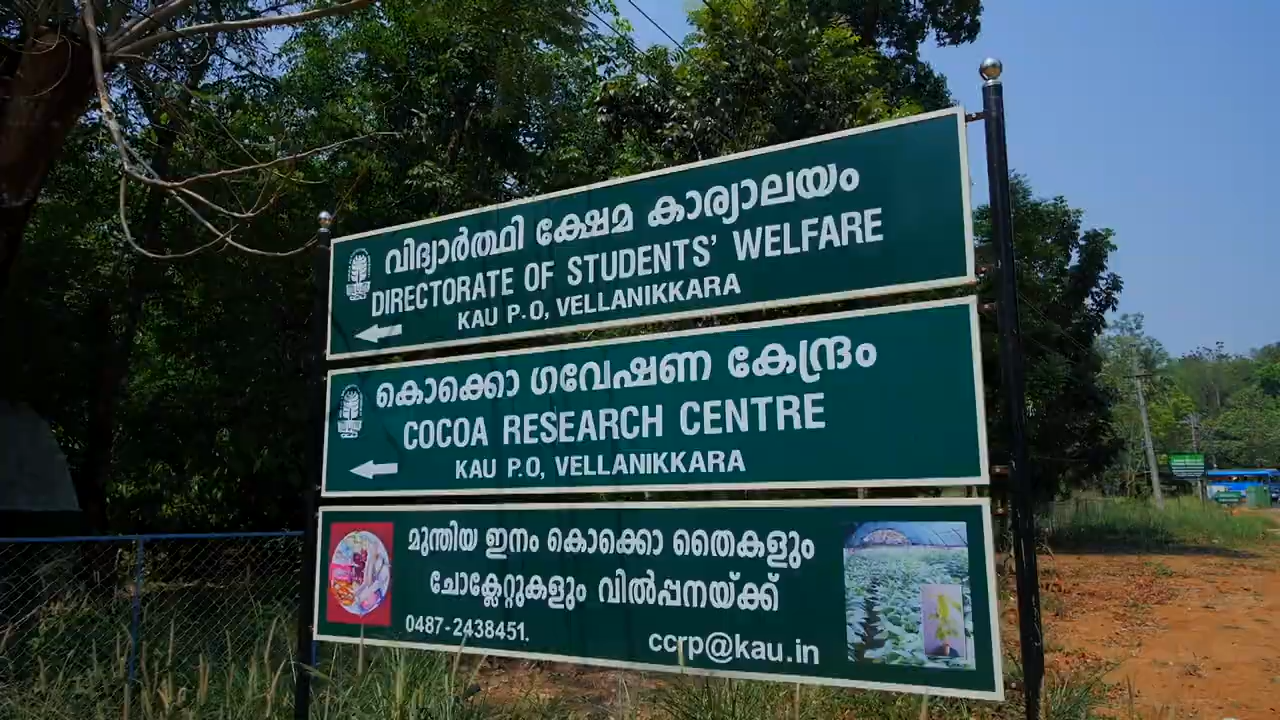 വിദ്യാർത്ഥി ക്ഷേമ കാര്യാലയം
DIRECTORATE OF STUDENTS' WELFARE
KAU P.O, VELLANIKKARA
കൊക്കൊ ഗവേഷണ കേന്ദ്രം
COCOA RESEARCH CENTRE
KAU P.O, VELLANIKKARA
മുന്തിയ ഇനം കൊക്കൊ തൈകളും
ചോക്ലേറ്റുകളും വിൽപ്പനയ്ക്ക്
0487-2438451.
ccrp@kau.in